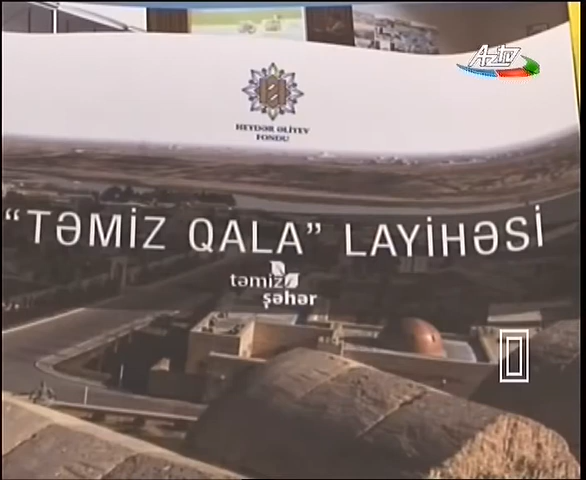 AZTV
HEYDƏR ƏLİYEV
FONDU
“TƏMİZ QALA” LAYİHƏSİ
təmiz
şəhər